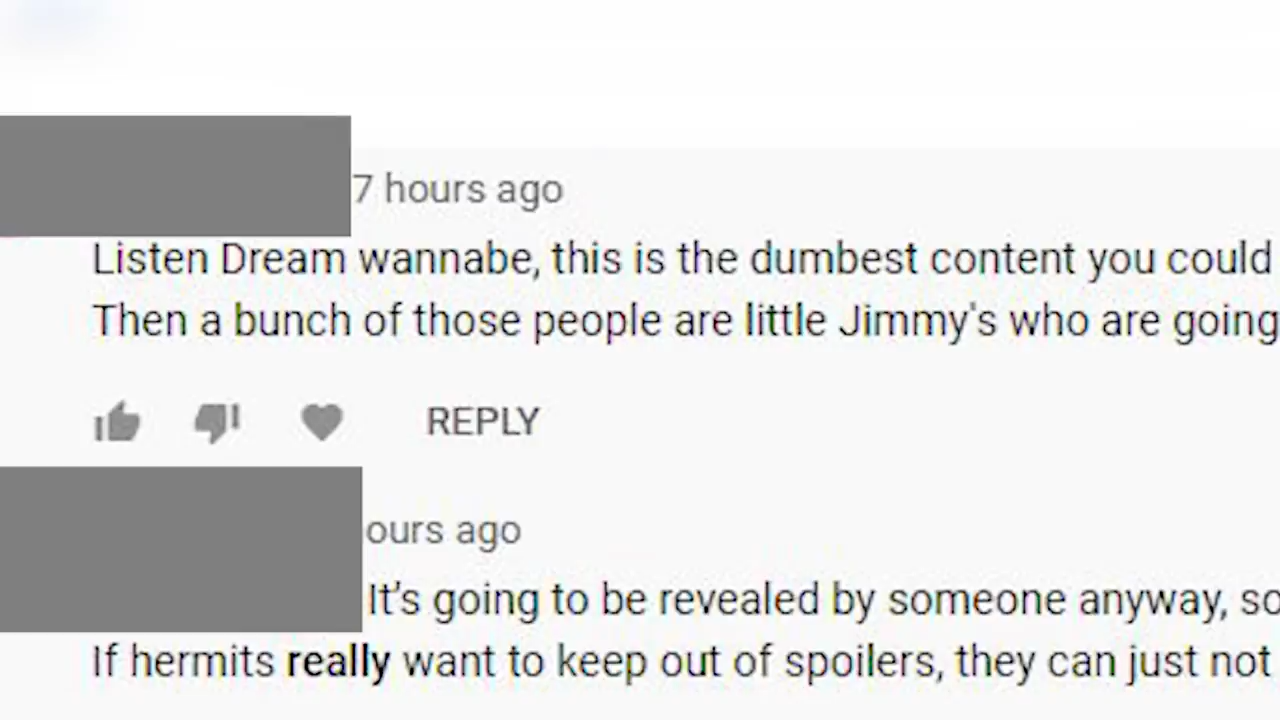 7 hours ago
Listen Dream wannabe, this is the dumbest content you could
Then a bunch of those people are little Jimmy's who are going
REPLY
ours ago
It's going to be revealed by someone anyway, so
If hermits really want to keep out of spoilers, they can just not